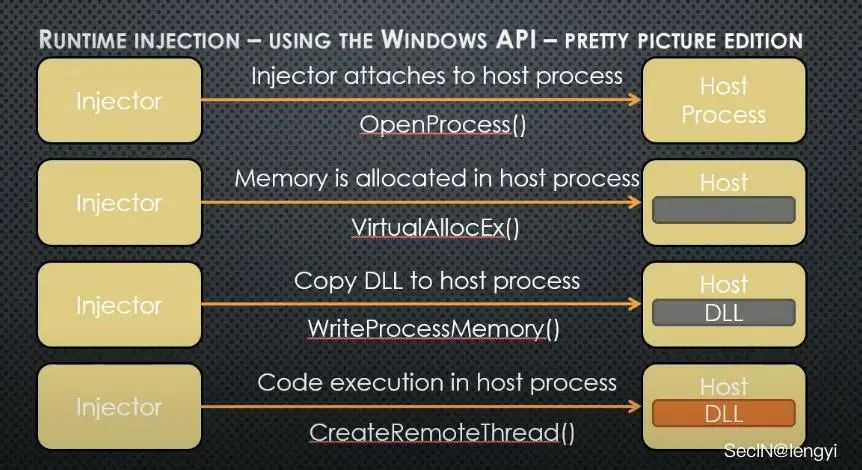 RUNTIME INJECTION – USING THE WINDOWS API – PRETTY PICTURE EDITION
Injector
Injector attaches to host process
OpenProcess()
Host
Process
Injector
Memory is allocated in host process
VirtualAllocEx()
Host
Injector
Copy DLL to host process
WriteProcessMemory()
Host
DLL
Injector
Code execution in host process
CreateRemoteThread()
Host
DLL
SecIN@lengyi